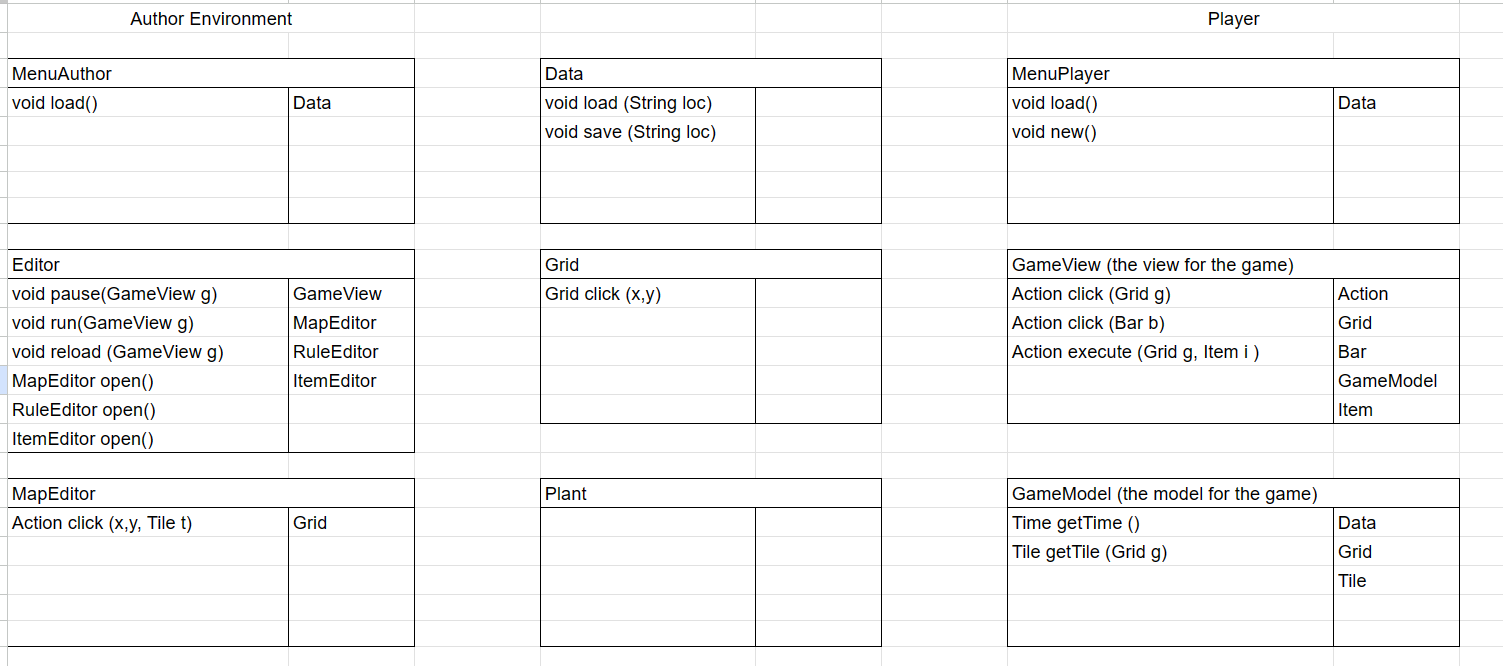 Author Environment
Player
MenuAuthor
void load()
Data
Data
void load (String loc)
void save (String loc)
MenuPlayer
void load()
Data
void new()
Editor
void pause(GameView g)
GameView
void run(GameView g)
MapEditor
void reload (GameView g)
RuleEditor
MapEditor open()
ItemEditor
RuleEditor open()
ItemEditor open()
Grid
Grid click (x,y)
GameView (the view for the game)
Action click (Grid g)
Action
Action click (Bar b)
Grid
Action execute (Grid g, Item i )
Bar
GameModel
Item
MapEditor
Action click (x,y, Tile t)
Grid
Plant
GameModel (the model for the game)
Time getTime ()
Data
Tile getTile (Grid g)
Grid
Tile